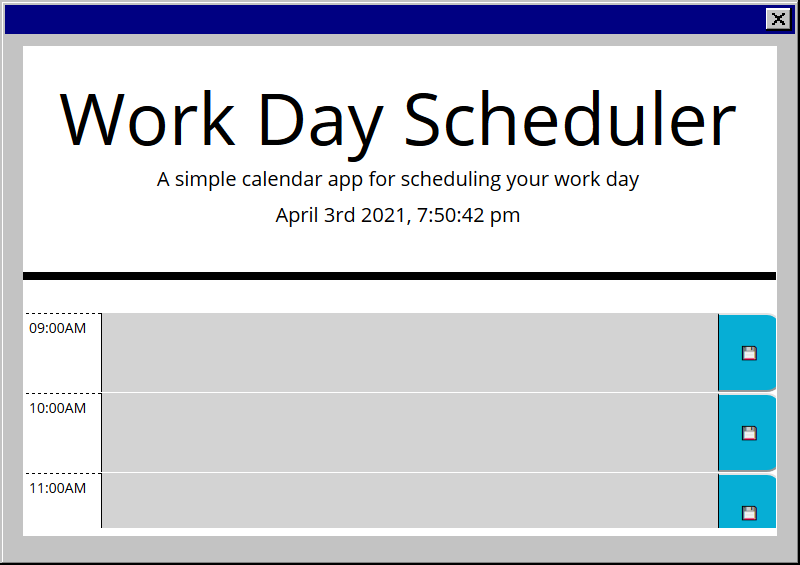 Work Day Scheduler
A simple calendar app for scheduling your work day
April 3rd 2021, 7:50:42 pm
09:00AM
10:00AM
11:00AM